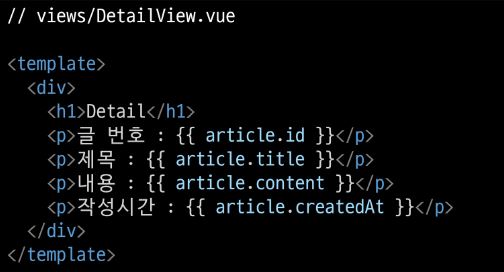 // views/DetailView.vue
<template>
<div>
<h1>Detail</h1>
<p>글 번호 : {{ article.id }}</p>
<p>제목 : {{ article.title }}</p>
<p>내용 : {{ article.content }}</p>
<p>작성시간 : {{ article.createdAt }}</p>
</div>
</template>